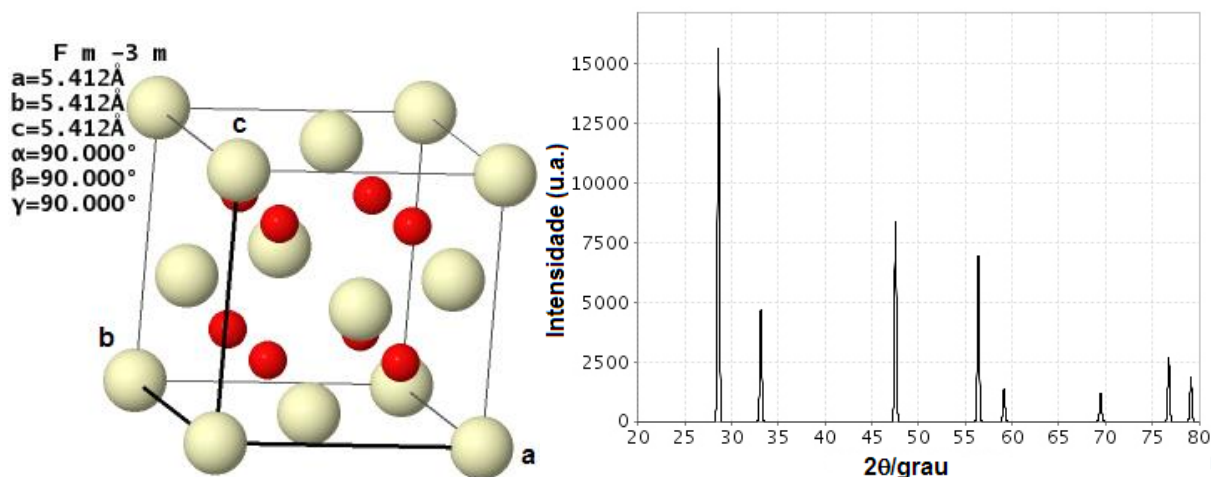 F m -3 m
a=5.412Å
b=5.412Å
c=5.412Å
α=90.000°
β=90.000°
γ=90.000°
c
b
a
Intensidade (u.a.)
15000
12500
10000
7500
5000
2500
0
20 25 30 35 40 45 50 55 60 65 70 75 80
2θ/grau